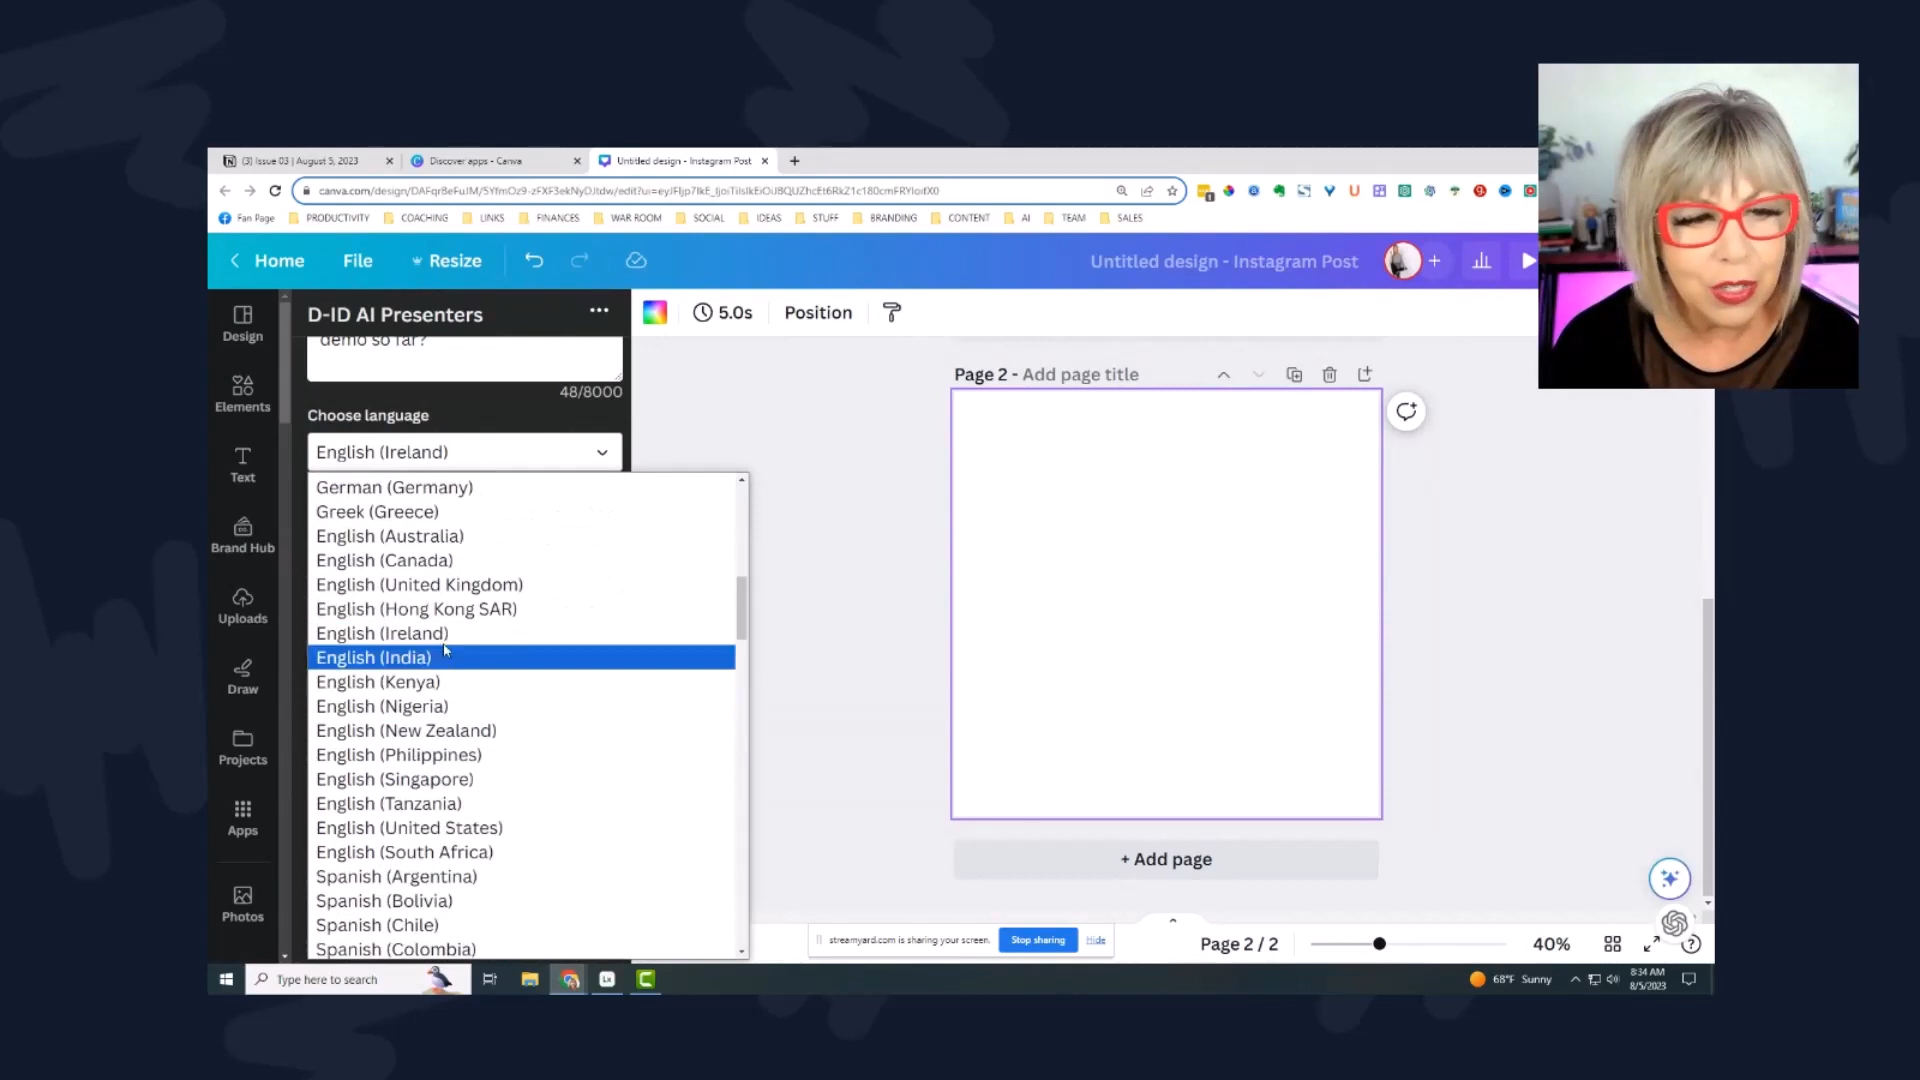 (3) Issue 03 | August 5, 2023
Discover apps - Canva
Untitled design - Instagram Post
Fan Page
PRODUCTIVITY
COACHING
LINKS
FINANCES
WAR ROOM
SOCIAL
IDEAS
STUFF
BRANDING
CONTENT
AI
TEAM
SALES
Home
File
Resize
Untitled design - Instagram Post
Design
Elements
Text
Brand Hub
Uploads
Draw
Projects
Apps
Photos
D-ID AI Presenters
demo so far?
48/8000
Choose language
English (Ireland)
German (Germany)
Greek (Greece)
English (Australia)
English (Canada)
English (United Kingdom)
English (Hong Kong SAR)
English (Ireland)
English (India)
English (Kenya)
English (Nigeria)
English (New Zealand)
English (Philippines)
English (Singapore)
English (Tanzania)
English (United States)
English (South Africa)
Spanish (Argentina)
Spanish (Bolivia)
Spanish (Chile)
Spanish (Colombia)
5.0s
Position
Page 2 - Add page title
+ Add page
streamyard.com is sharing your screen.
Stop sharing
Hide
Page 2 / 2
40%
Type here to search
68°F Sunny
8:34 AM
8/5/2023